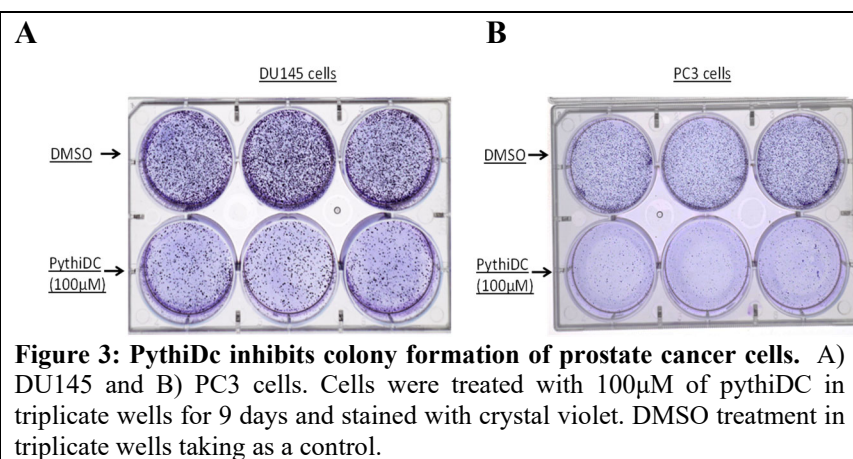 A
B
DU145 cells
PC3 cells
DMSO
DMSO
PythiDC
(100µM)
PythiDC
(100µM)
Figure 3: PythiDc inhibits colony formation of prostate cancer cells. A)
DU145 and B) PC3 cells. Cells were treated with 100µM of pythiDC in
triplicate wells for 9 days and stained with crystal violet. DMSO treatment in
triplicate wells taking as a control.